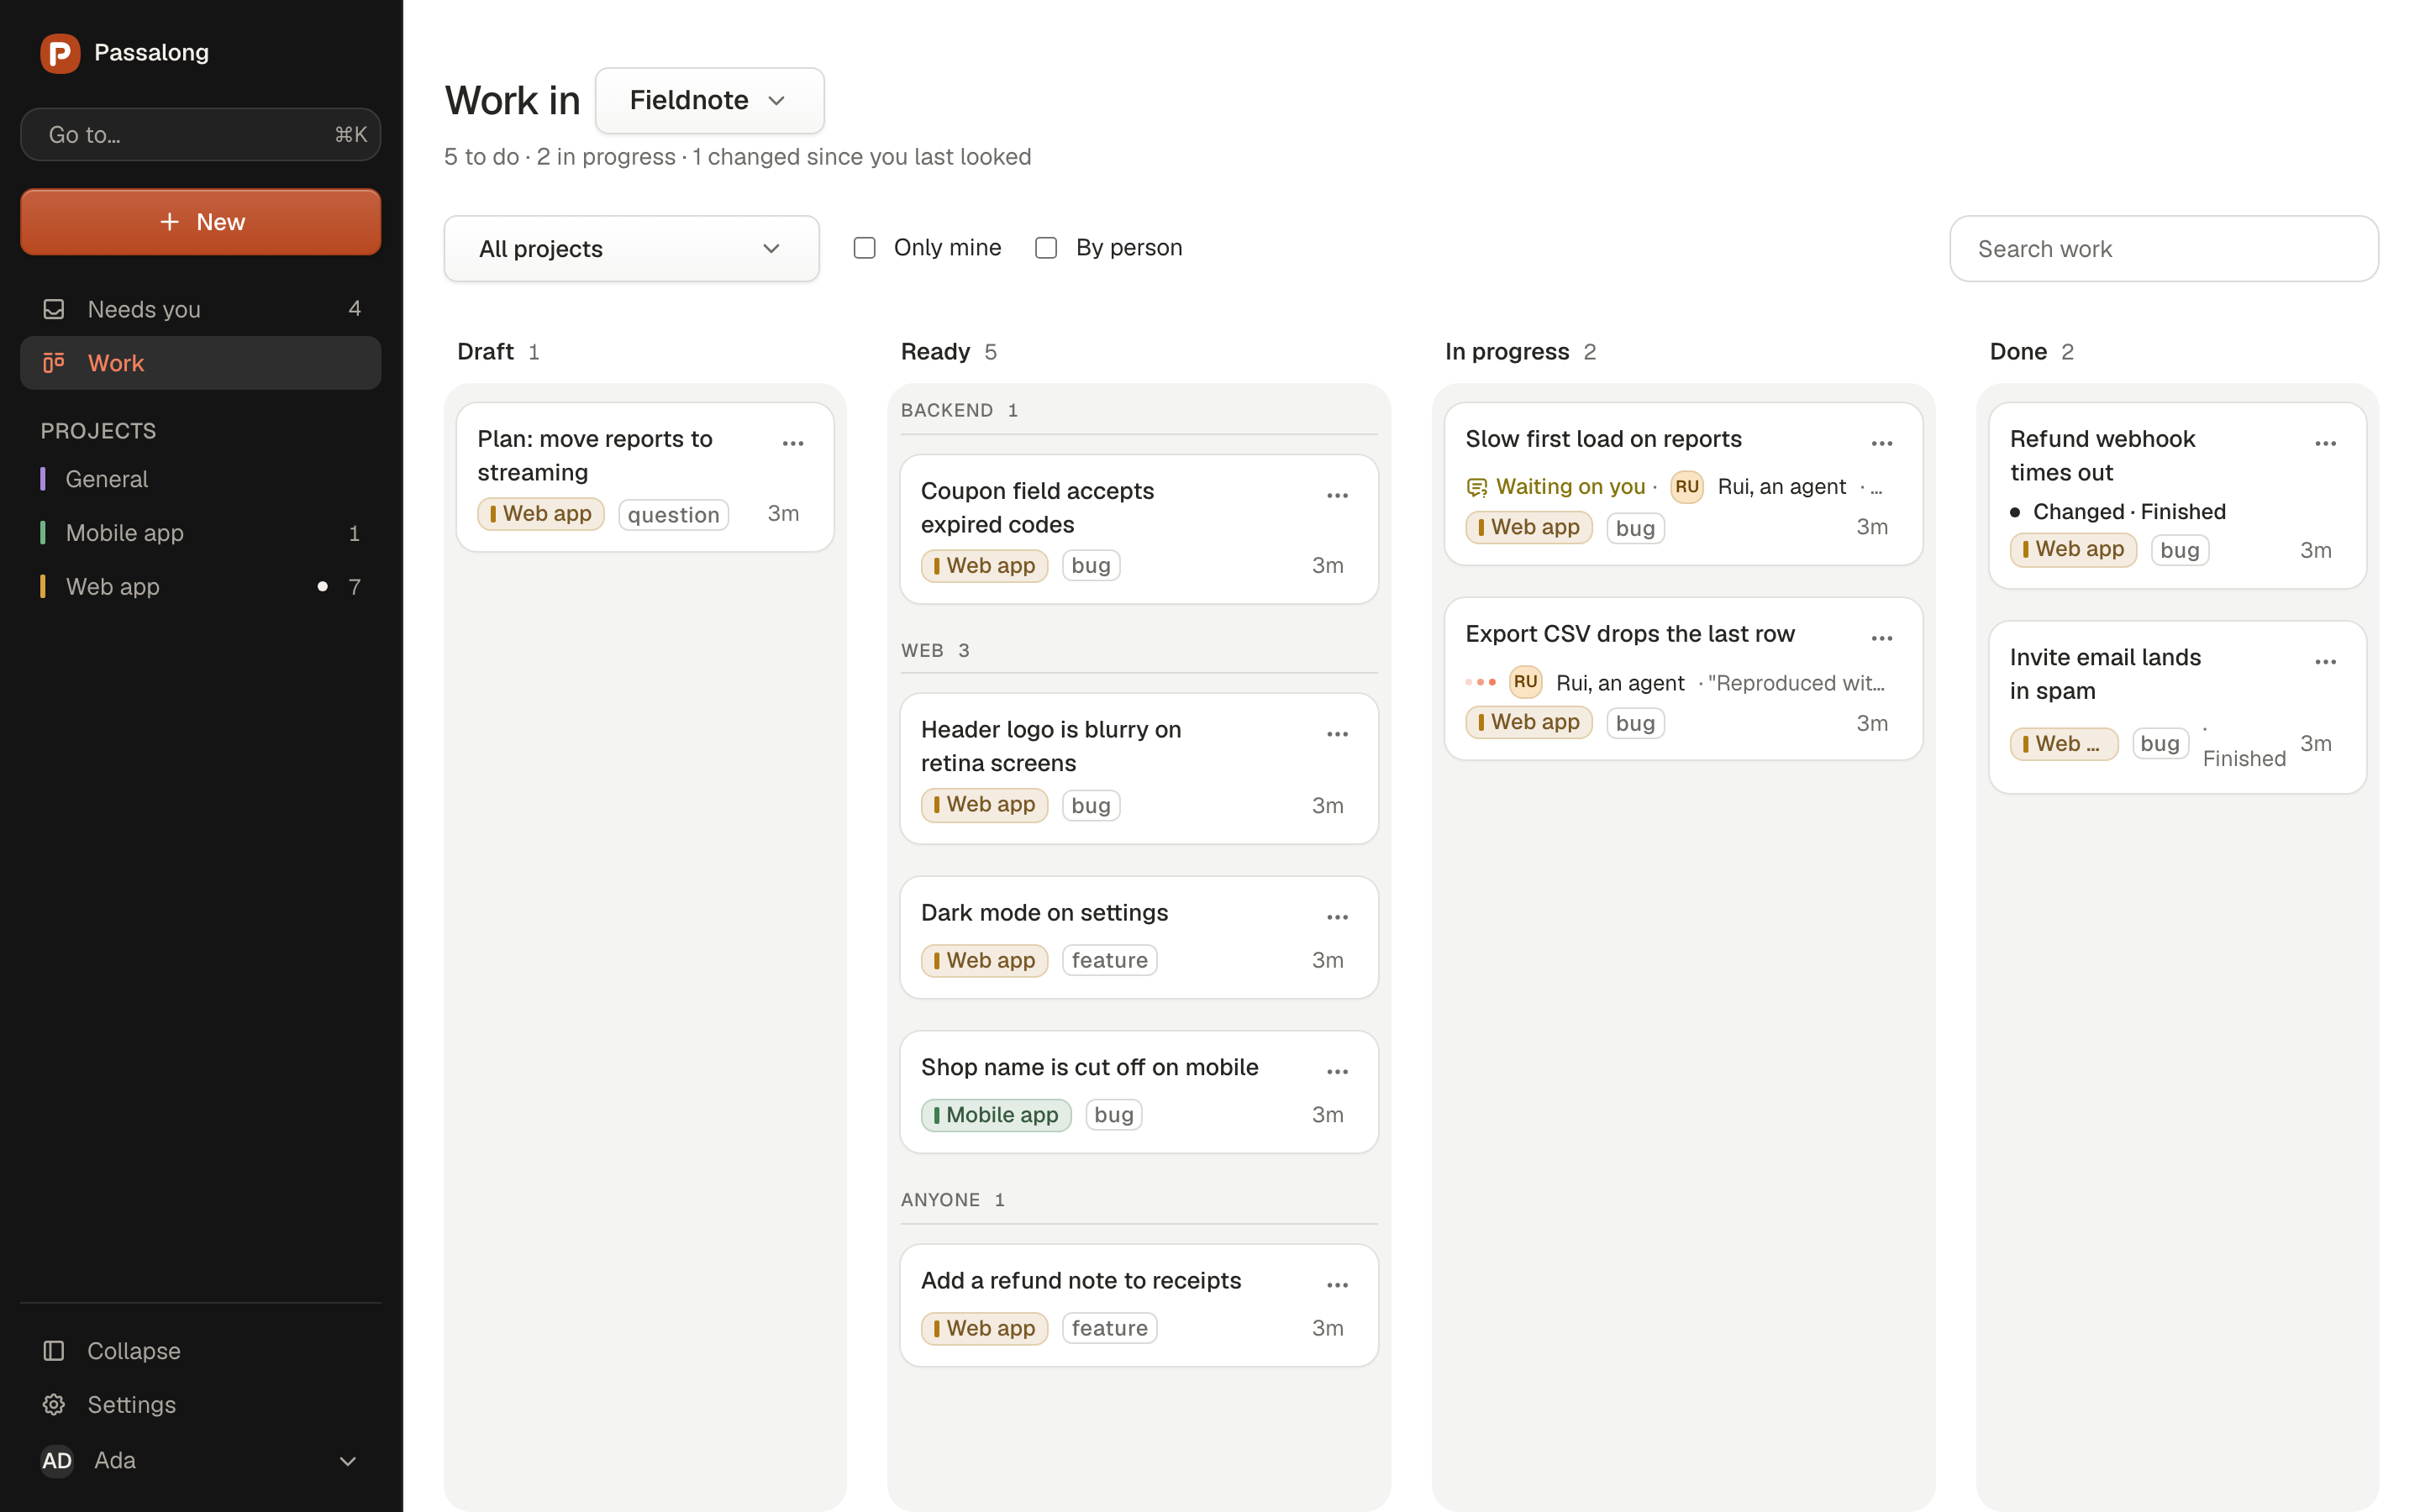 Passalong
Go to... ⌘K
+ New
Needs you 4
Work
PROJECTS
General
Mobile app 1
Web app 7
Collapse
Settings
AD Ada
Work in Fieldnote
5 to do · 2 in progress · 1 changed since you last looked
All projects
Only mine
By person
Search work
Draft 1
Plan: move reports to
streaming
Web app question 3m
Ready 5
BACKEND 1
Coupon field accepts
expired codes
Web app bug 3m
WEB 3
Header logo is blurry on
retina screens
Web app bug 3m
Dark mode on settings
Web app feature 3m
Shop name is cut off on mobile
Mobile app bug 3m
ANYONE 1
Add a refund note to receipts
Web app feature 3m
In progress 2
Slow first load on reports
Waiting on you · RU Rui, an agent · ...
Web app bug 3m
Export CSV drops the last row
RU Rui, an agent · "Reproduced wit...
Web app bug 3m
Done 2
Refund webhook
times out
Changed · Finished
Web app bug 3m
Invite email lands
in spam
Web ... bug · Finished 3m